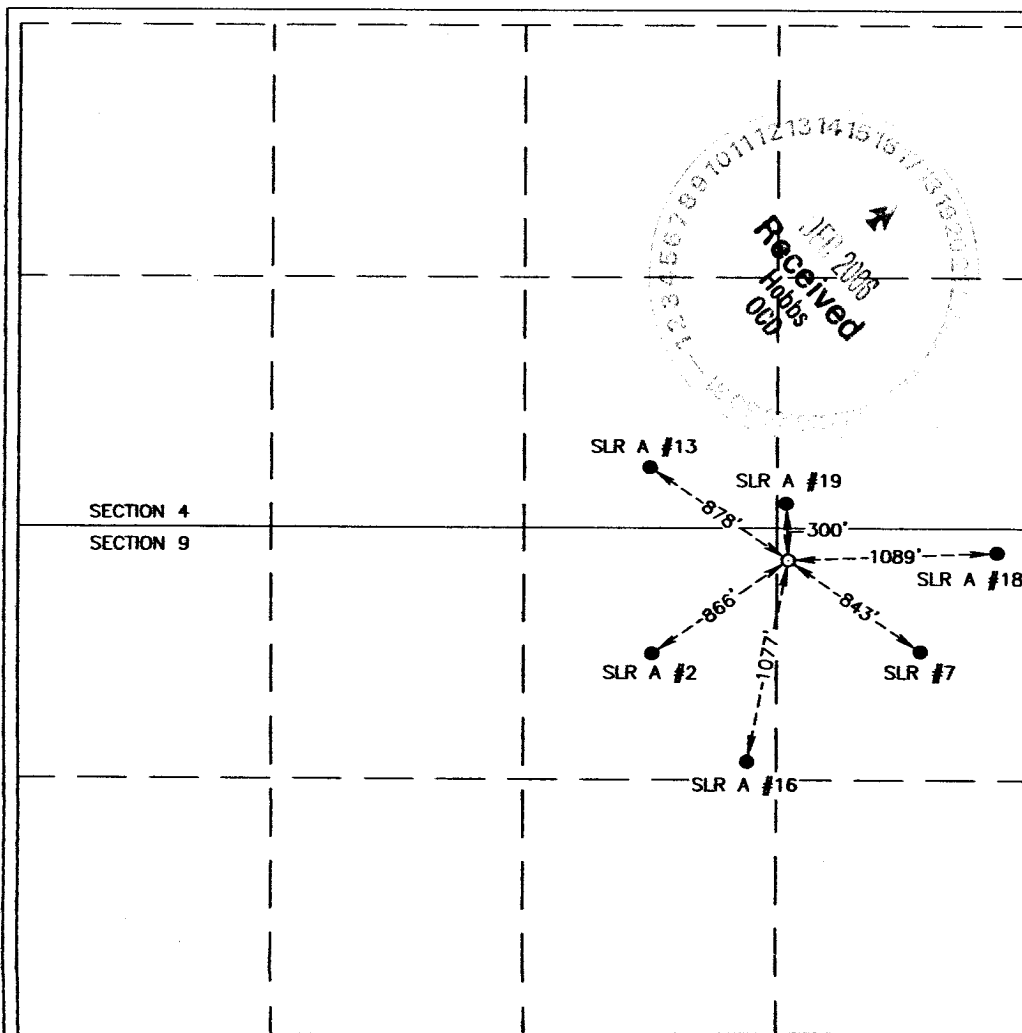 Received
Hobbs
OCD
SLR A #13
SLR A #19
SECTION 4
878'
300'
SECTION 9
1089'
SLR A #18
866'
843'
1077'
SLR A #2
SLR #7
SLR A #16